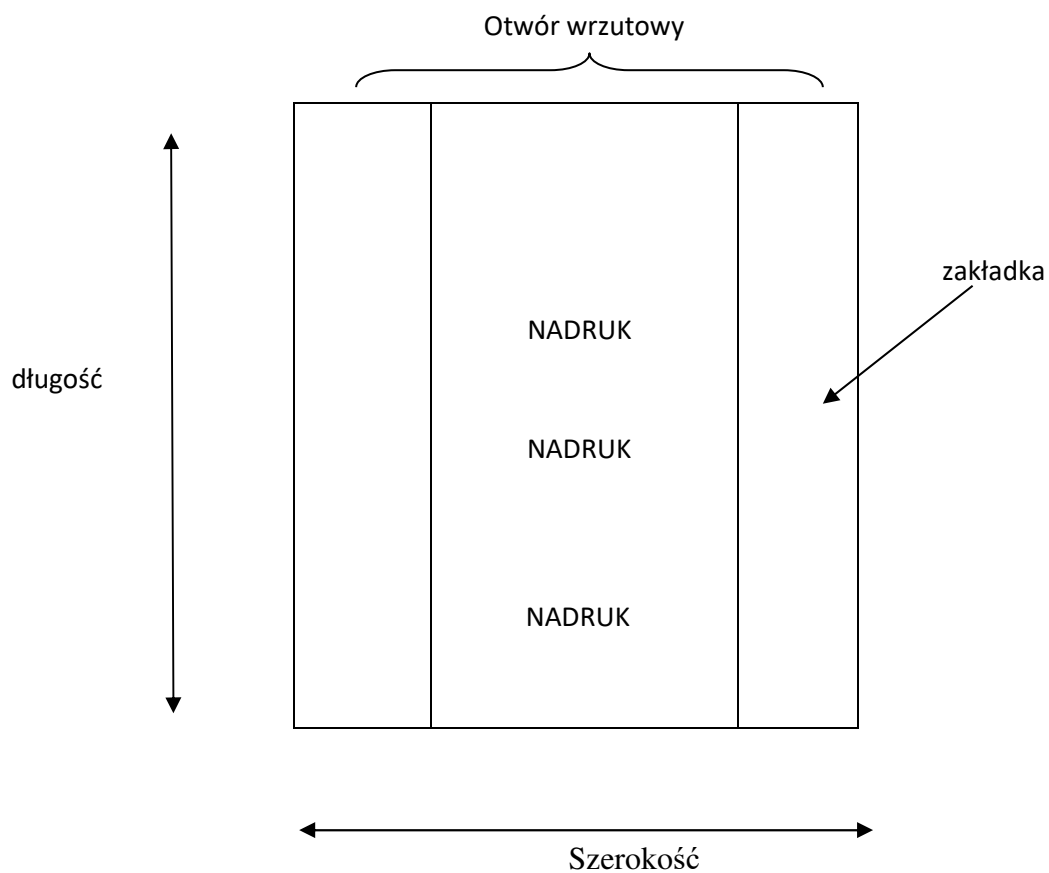 Otwór wrzutowy
zakładka
NADRUK
długość
NADRUK
NADRUK
Szerokość